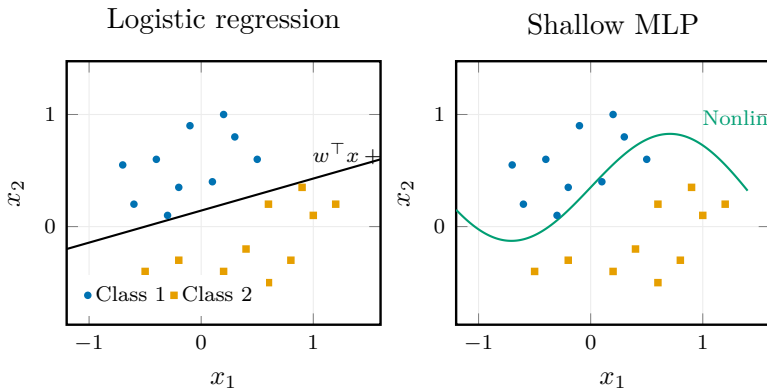 Logistic regression
1
0
x₂
w⊤x +
Class 1
Class 2
−1
0
1
x₁
Shallow MLP
1
0
x₂
Nonlin
−1
0
1
x₁